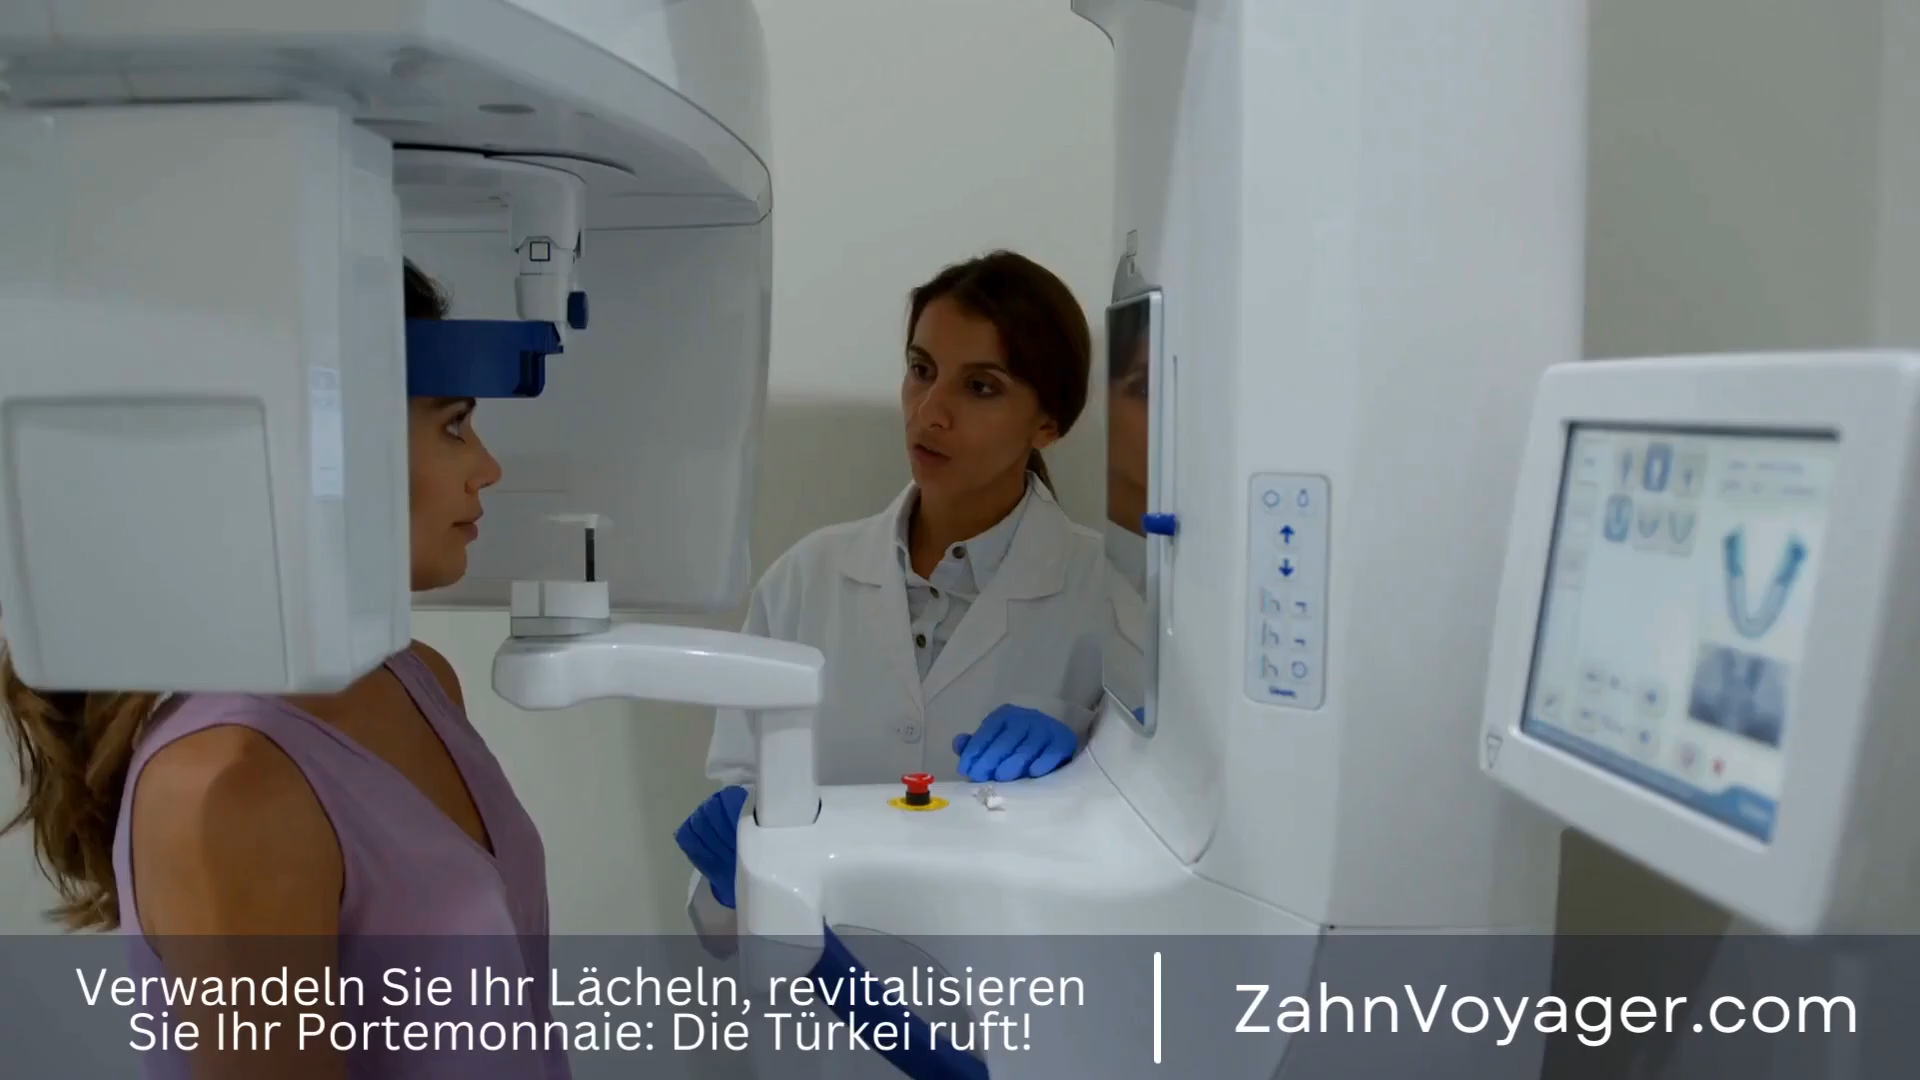 Verwandeln Sie Ihr Lächeln, revitalisieren
Sie Ihr Portemonnaie: Die Türkei ruft!
ZahnVoyager.com